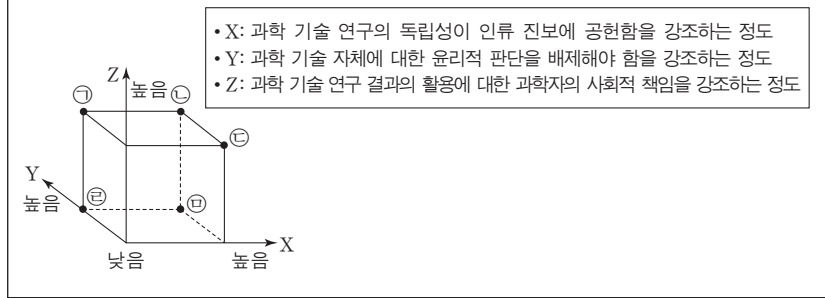 • X: 과학 기술 연구의 독립성이 인류 진보에 공헌함을 강조하는 정도
• Y: 과학 기술 자체에 대한 윤리적 판단을 배제해야 함을 강조하는 정도
• Z: 과학 기술 연구 결과의 활용에 대한 과학자의 사회적 책임을 강조하는 정도
Z
높음
㉠
㉡
㉢
Y
높음
㉣
㉤
X
낮음
높음